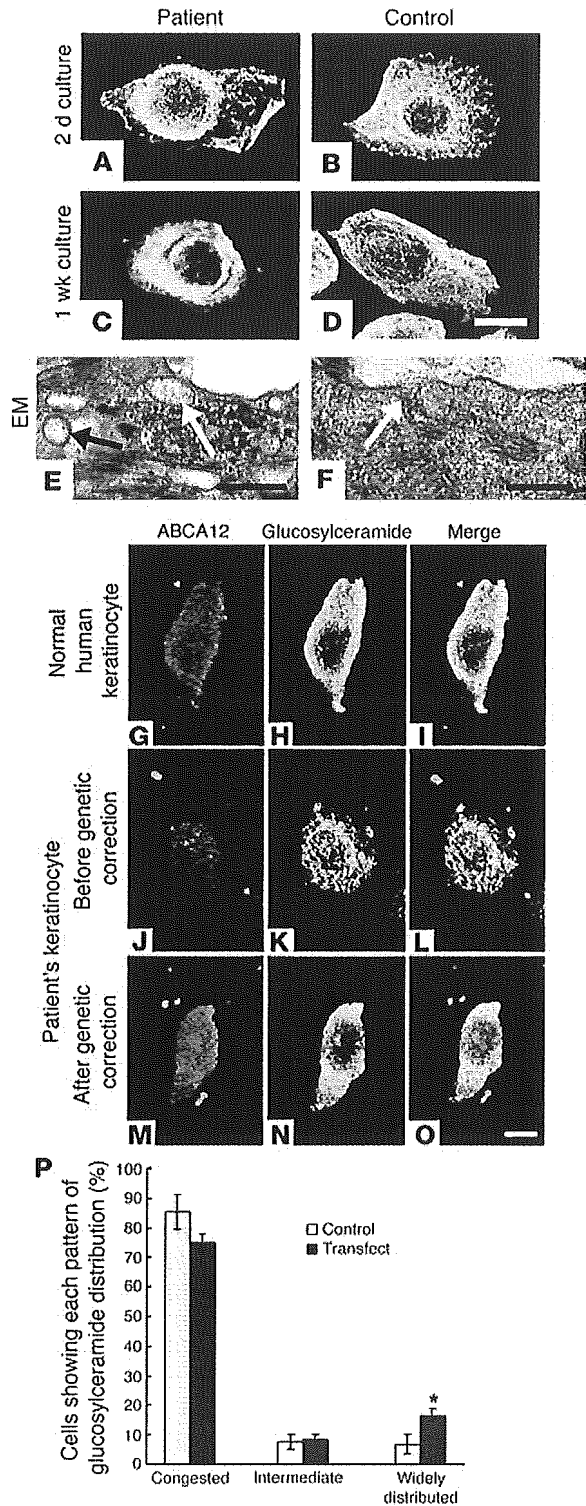 Patient Control
2 d culture
A B
1 wk culture
C D
EM
E F
ABCA12 Glucosylceramide Merge
Normal
human
keratinocyte
G H I
Patient's keratinocyte
Before genetic
correction
J K L
After genetic
correction
M N O
P
Cells showing each pattern of
glucosylceramide distribution (%)
100
90
80
70
60
50
40
30
20
10
0
Control
Transfect
*
Congested Intermediate Widely
distributed